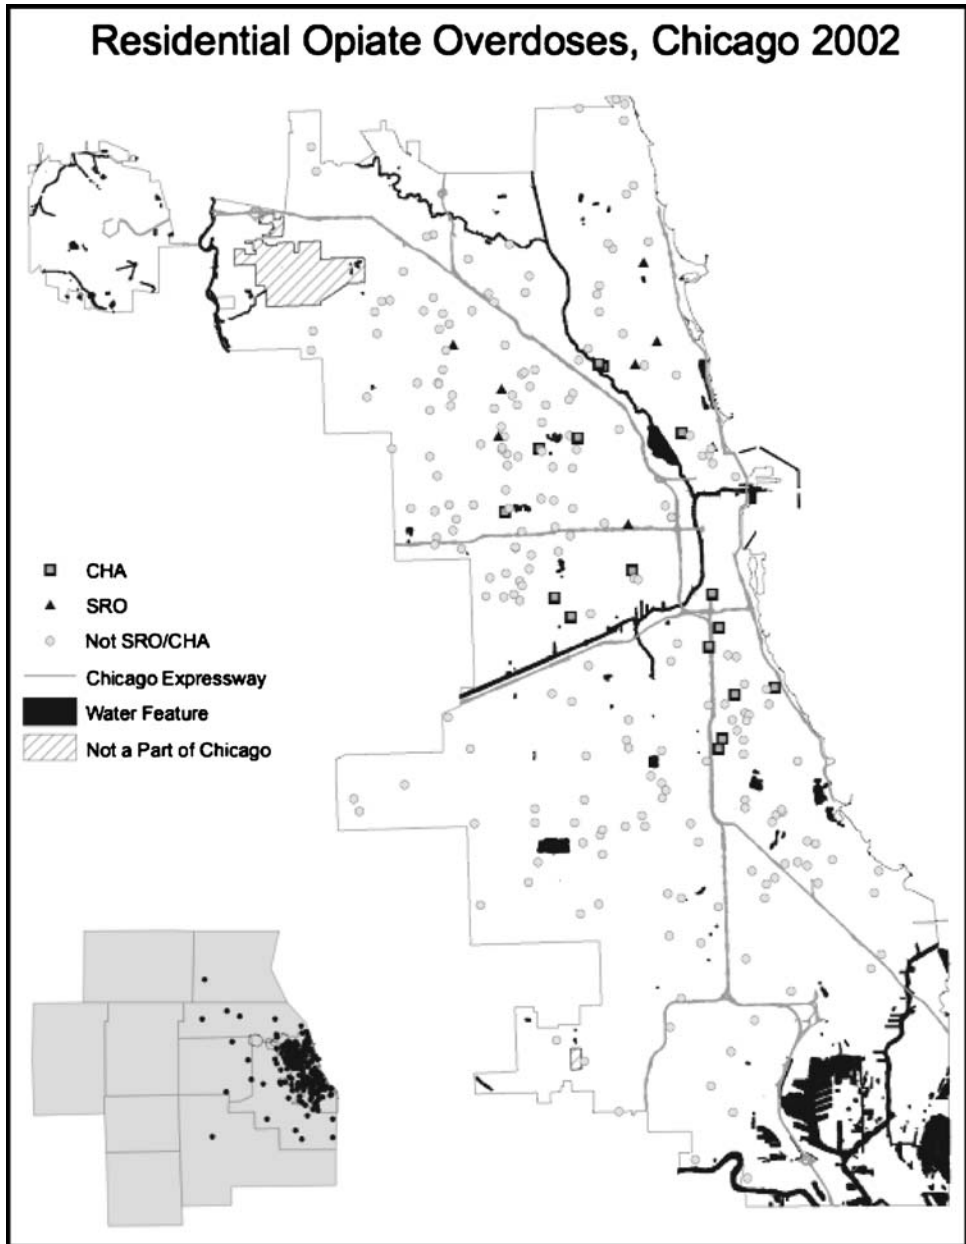 Residential Opiate Overdoses, Chicago 2002
CHA
SRO
Not SRO/CHA
Chicago Expressway
Water Feature
Not a Part of Chicago